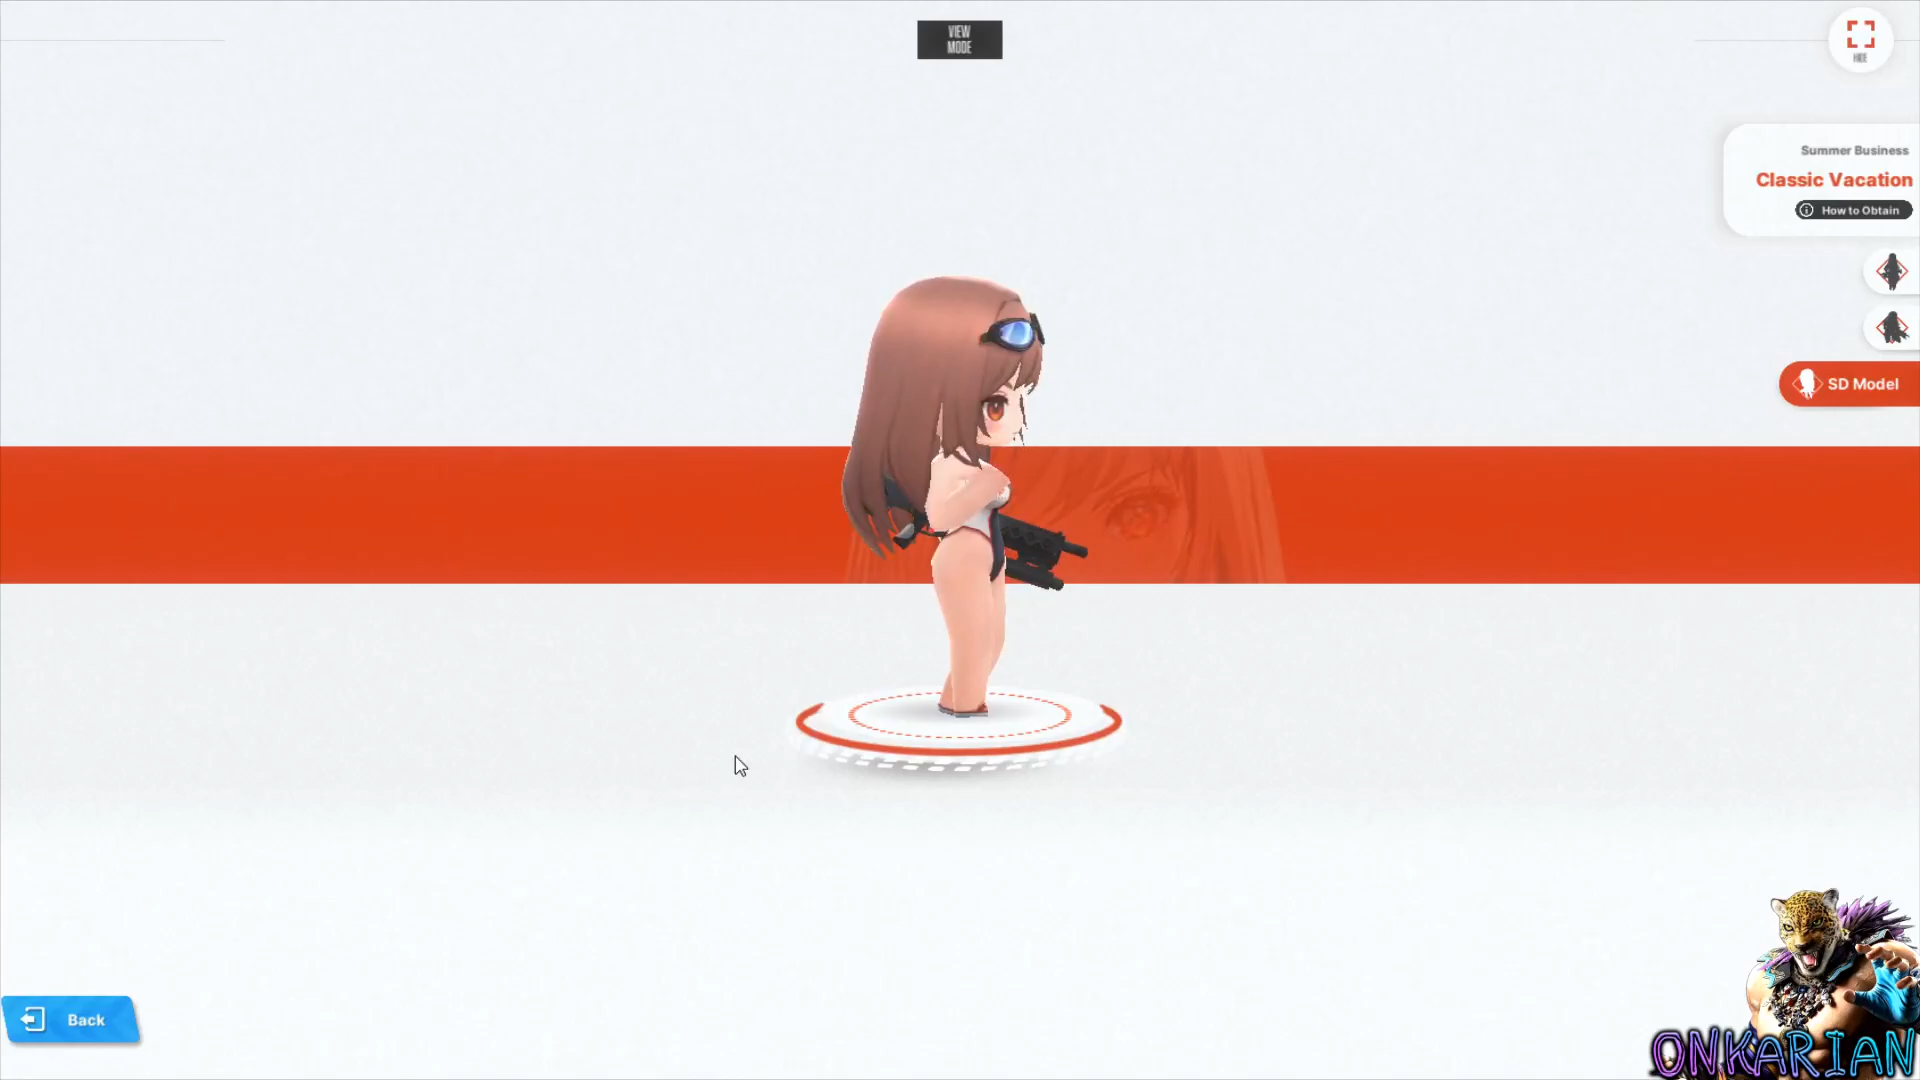 VIEW
MODE
HIDE
Summer Business
Classic Vacation
How to Obtain
SD Model
Back
ONKARIAN